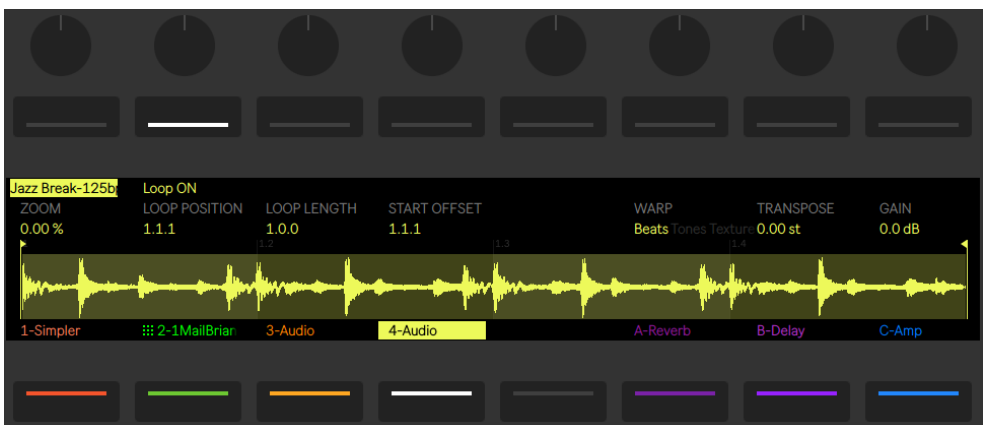 Jazz Break-125b Loop ON
ZOOM LOOP POSITION LOOP LENGTH START OFFSET WARP TRANSPOSE GAIN
0.00 % 1.1.1 1.0.0 1.1.1 Beats Tones Texture 0.00 st 0.0 dB
1.2 1.3 1.4
1-Simpler 2-1MailBriar 3-Audio 4-Audio A-Reverb B-Delay C-Amp